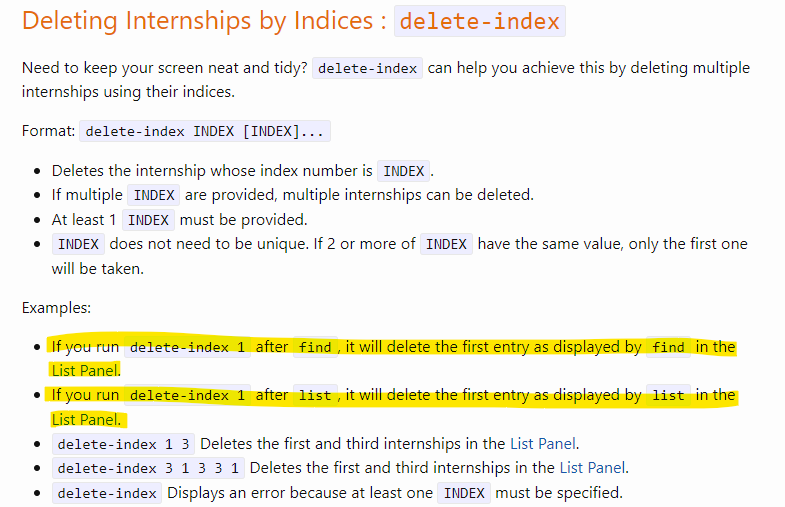 Deleting Internships by Indices : delete-index
Need to keep your screen neat and tidy? delete-index can help you achieve this by deleting multiple
internships using their indices.
Format: delete-index INDEX [INDEX]...
• Deletes the internship whose index number is INDEX.
• If multiple INDEX are provided, multiple internships can be deleted.
• At least 1 INDEX must be provided.
• INDEX does not need to be unique. If 2 or more of INDEX have the same value, only the first one
will be taken.
Examples:
• If you run delete-index 1 after find, it will delete the first entry as displayed by find in the
List Panel.
• If you run delete-index 1 after list, it will delete the first entry as displayed by list in the
List Panel.
• delete-index 1 3 Deletes the first and third internships in the List Panel.
• delete-index 3 1 3 3 1 Deletes the first and third internships in the List Panel.
• delete-index Displays an error because at least one INDEX must be specified.